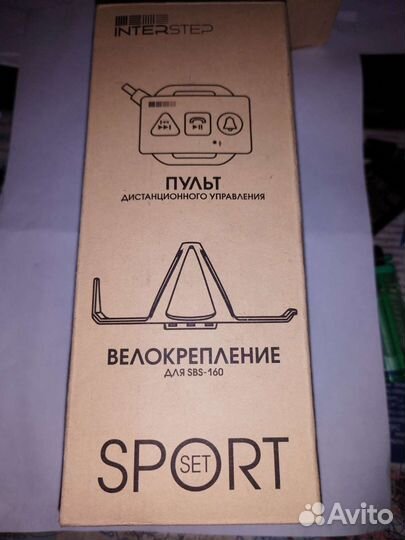 INTERSTEP
ПУЛЬТ
ДИСТАНЦИОННОГО УПРАВЛЕНИЯ
ВЕЛОКРЕПЛЕНИЕ
ДЛЯ SBS-160
SPORT
SET
Avito